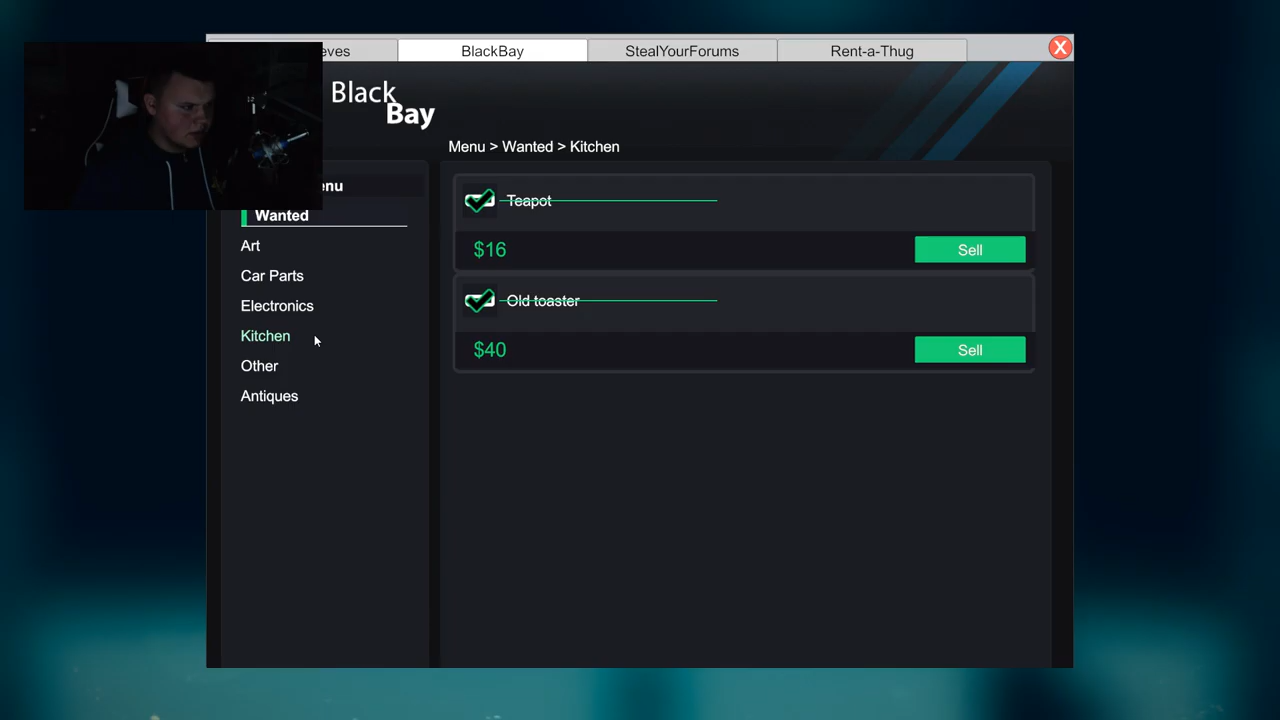 eves
BlackBay
StealYourForums
Rent-a-Thug
X
Black
Bay
Menu > Wanted > Kitchen
enu
Wanted
Art
Car Parts
Electronics
Kitchen
Other
Antiques
Teapot
$16
Sell
Old toaster
$40
Sell